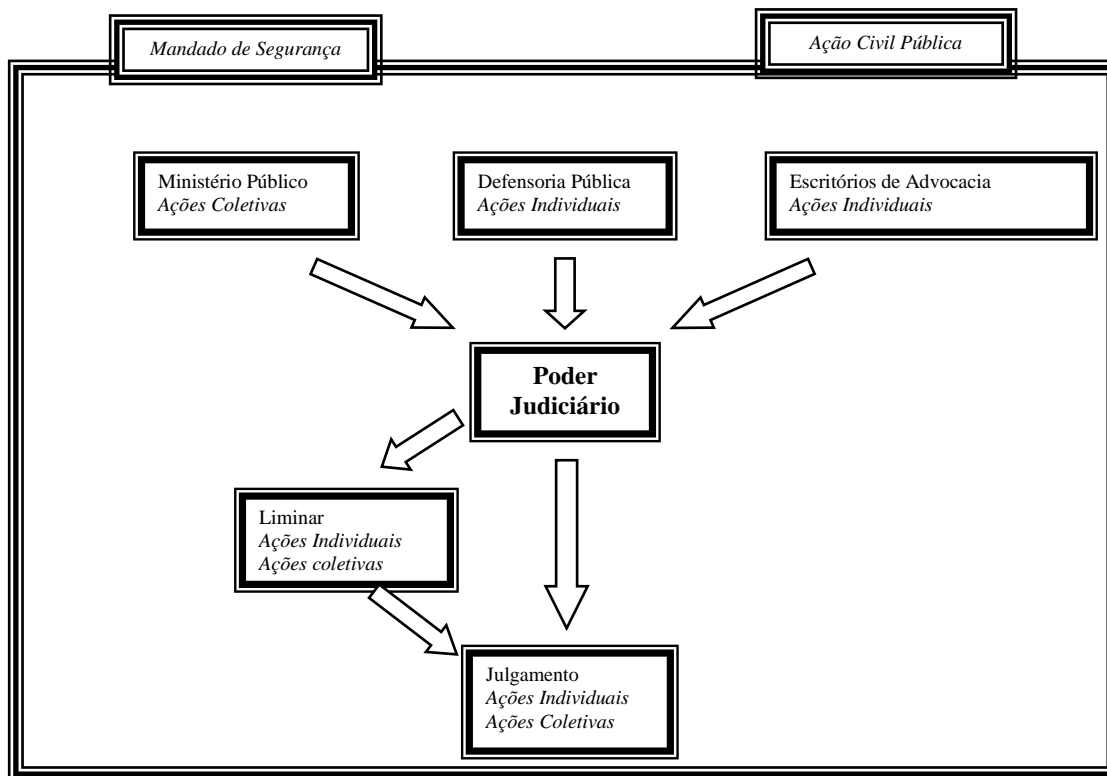 Mandado de Segurança
Ação Civil Pública
Ministério Público
Ações Coletivas
Defensoria Pública
Ações Individuais
Escritórios de Advocacia
Ações Individuais
Poder
Judiciário
Liminar
Ações Individuais
Ações coletivas
Julgamento
Ações Individuais
Ações Coletivas